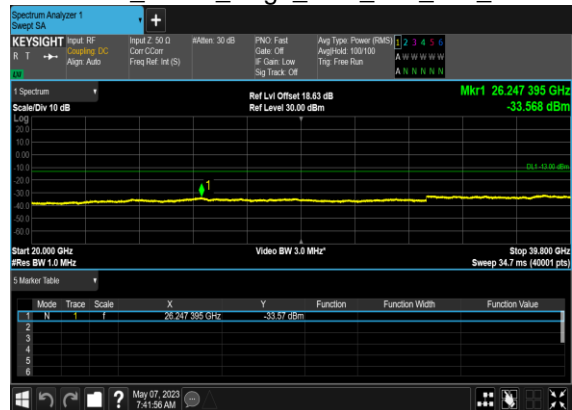 Spectrum Analyzer 1
Swept SA
+
KEYSIGHT Input: RF Input Z: 50 Ω #Atten: 30 dB PNO: Fast Avg Type: Power (RMS) 1 2 3 4 5 6
R T Coupling: DC Corr CCorr Gate: Off Avg|Hold: 100/100 A W W W W W
Align: Auto Freq Ref: Int (S) IF Gain: Low Trig: Free Run
Sig Track: Off A N N N N N
1 Spectrum Ref Lvl Offset 18.63 dB Mkr1 26.247 395 GHz
Scale/Div 10 dB Ref Level 30.00 dBm -33.568 dBm
Log
20.0
10.0
0.00
-10.0
DL1 -13.00 dBm
-20.0
1
-30.0
-40.0
-50.0
-60.0
Start 20.000 GHz Video BW 3.0 MHz* Stop 39.800 GHz
#Res BW 1.0 MHz Sweep 34.7 ms (40001 pts)
5 Marker Table
Mode Trace Scale X Y Function Function Width Function Value
1 N 1 f 26.247 395 GHz -33.57 dBm
2
3
4
5
6
? May 07, 2023
7:41:56 AM